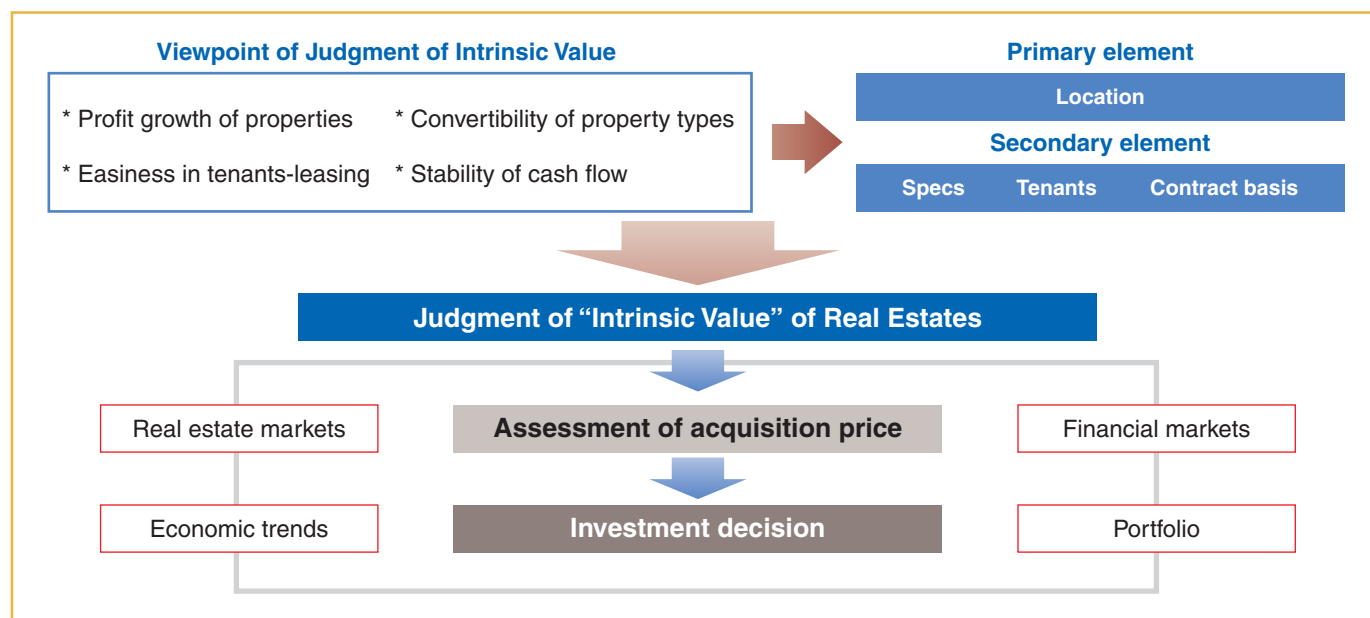 Viewpoint of Judgment of Intrinsic Value
* Profit growth of properties
* Convertibility of property types
* Easiness in tenants-leasing
* Stability of cash flow
Primary element
Location
Secondary element
Specs
Tenants
Contract basis
Judgment of “Intrinsic Value” of Real Estates
Real estate markets
Assessment of acquisition price
Financial markets
Economic trends
Investment decision
Portfolio